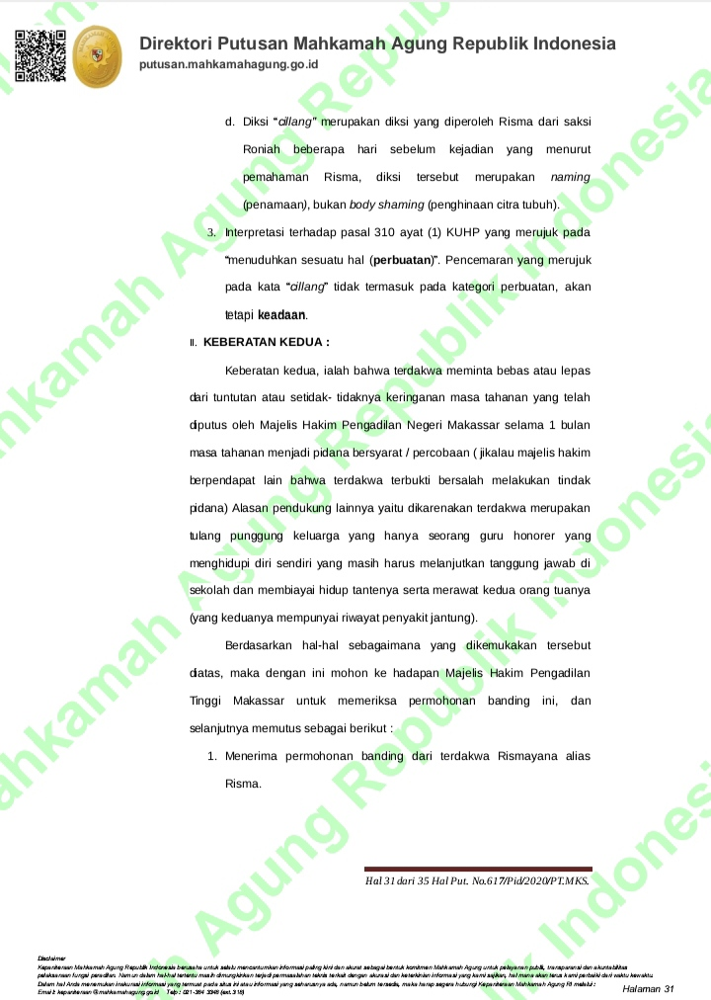 Direktori Putusan Mahkamah Agung Republik Indonesia
putusan.mahkamahagung.go.id
d. Diksi “cillang” merupakan diksi yang diperoleh Risma dari saksi
Roniah beberapa hari sebelum kejadian yang menurut
pemahaman Risma, diksi tersebut merupakan naming
(penamaan), bukan body shaming (penghinaan citra tubuh).
3. Interpretasi terhadap pasal 310 ayat (1) KUHP yang merujuk pada
“menuduhkan sesuatu hal (perbuatan)”. Pencemaran yang merujuk
pada kata “cillang” tidak termasuk pada kategori perbuatan, akan
tetapi keadaan.
II. KEBERATAN KEDUA :
Keberatan kedua, ialah bahwa terdakwa meminta bebas atau lepas
dari tuntutan atau setidak- tidaknya keringanan masa tahanan yang telah
diputus oleh Majelis Hakim Pengadilan Negeri Makassar selama 1 bulan
masa tahanan menjadi pidana bersyarat / percobaan ( jikalau majelis hakim
berpendapat lain bahwa terdakwa terbukti bersalah melakukan tindak
pidana) Alasan pendukung lainnya yaitu dikarenakan terdakwa merupakan
tulang punggung keluarga yang hanya seorang guru honorer yang
menghidupi diri sendiri yang masih harus melanjutkan tanggung jawab di
sekolah dan membiayai hidup tantenya serta merawat kedua orang tuanya
(yang keduanya mempunyai riwayat penyakit jantung).
Berdasarkan hal-hal sebagaimana yang dikemukakan tersebut
diatas, maka dengan ini mohon ke hadapan Majelis Hakim Pengadilan
Tinggi Makassar untuk memeriksa permohonan banding ini, dan
selanjutnya memutus sebagai berikut :
1. Menerima permohonan banding dari terdakwa Rismayana alias
Risma.
Hal 31 dari 35 Hal Put. No.617/Pid/2020/PT.MKS.
Disclaimer
Kepaniteraan Mahkamah Agung Republik Indonesia berusaha untuk selalu mencantumkan informasi paling kini dan akurat sebagai bentuk komitmen Mahkamah Agung untuk pelayanan publik, transparansi dan akuntabilitas
pelaksanaan fungsi peradilan. Namun dalam hal-hal tertentu masih dimungkinkan terjadi permasalahan teknis terkait dengan akurasi dan keterkinian informasi yang kami sajikan, hal mana akan terus kami perbaiki dari waktu kewaktu.
Dalam hal Anda menemukan inakurasi informasi yang termuat pada situs ini atau informasi yang seharusnya ada, namun belum tersedia, maka harap segera hubungi Kepaniteraan Mahkamah Agung RI melalui :
Email : kepaniteraan@mahkamahagung.go.id Telp : 021-384 3348 (ext.318)
Halaman 31
Mahkamah Agung Republik Indonesia
Mahkamah Agung Republik Indonesia
Mahkamah Agung Republik Indonesia